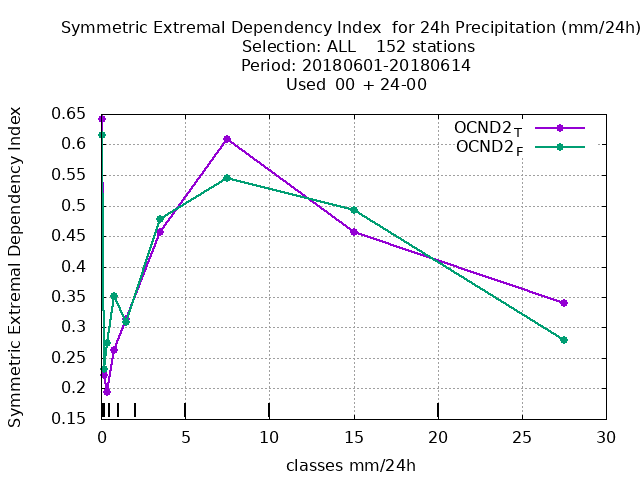 Symmetric Extremal Dependency Index  for 24h Precipitation (mm/24h)
Selection: ALL    152 stations
Period: 20180601-20180614
Used  00 + 24-00
Symmetric Extremal Dependency Index
0.65
0.6
0.55
0.5
0.45
0.4
0.35
0.3
0.25
0.2
0.15
OCND2T
OCND2F
0 5 10 15 20 25 30
classes mm/24h